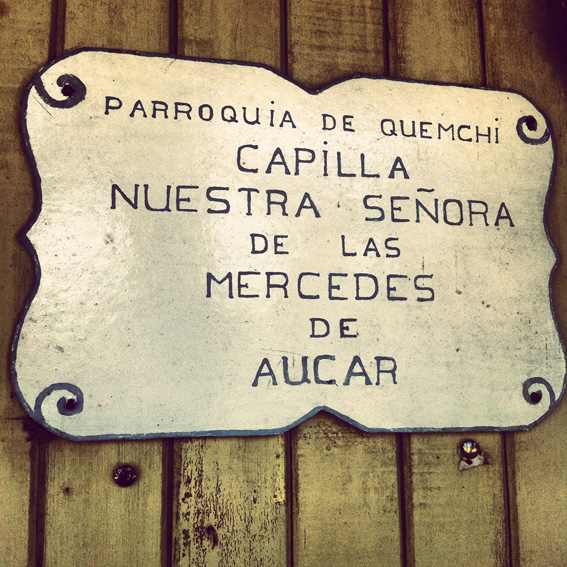 PARROQUiA DE QUEMCHi
CAPiLLA
NUESTRA SEÑORA
DE LAS
MERCEDES
DE
AUCAR